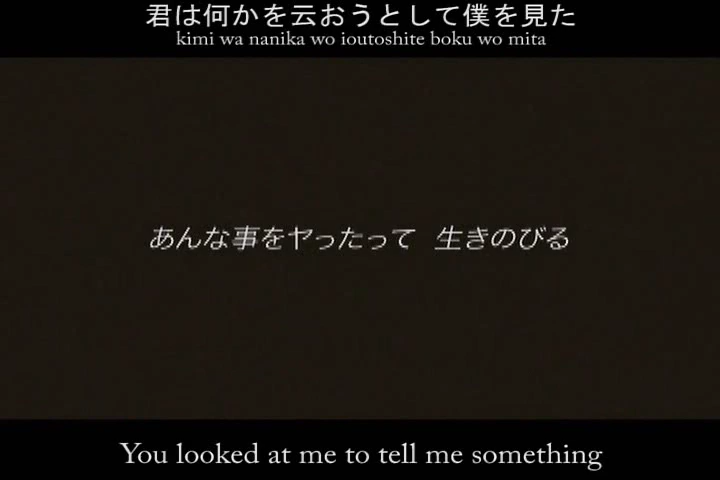 君は何かを云おうとして僕を見た
kimi wa nanika wo ioutoshite boku wo mita
あんな事をヤったって 生きのびる
You looked at me to tell me something